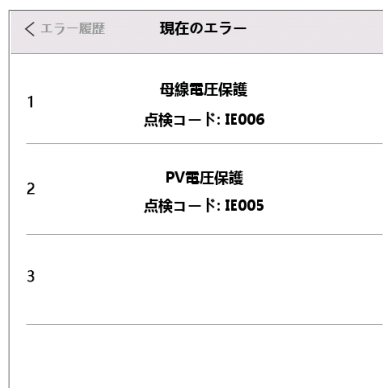 < エラー履歴 現在のエラー
1
母線電圧保護
点検コード: IE006
2
PV電圧保護
点検コード: IE005
3